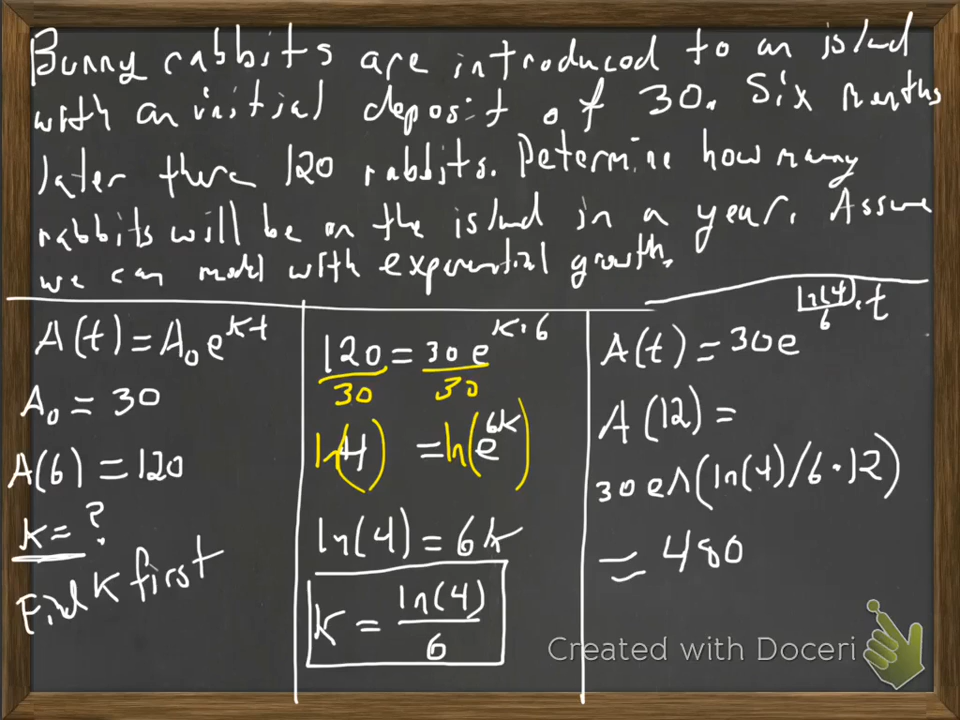 Bunny rabbits are introduced to an island
with an initial deposit of 30. Six months
later there 120 rabbits. Determine how many
rabbits will be on the island in a year. Assume
we can model with exponential growth.
A(t) = A₀e^(kt)
A₀ = 30
A(6) = 120
k = ?
Find k first
120 = 30e^(k·6)
30 30
ln(4) = ln(e^(6k))
ln(4) = 6k
k = ln(4)/6
A(t) = 30e^(ln(4)/6·t)
A(12) =
30e^(ln(4)/6·12)
= 480
Created with Doceri